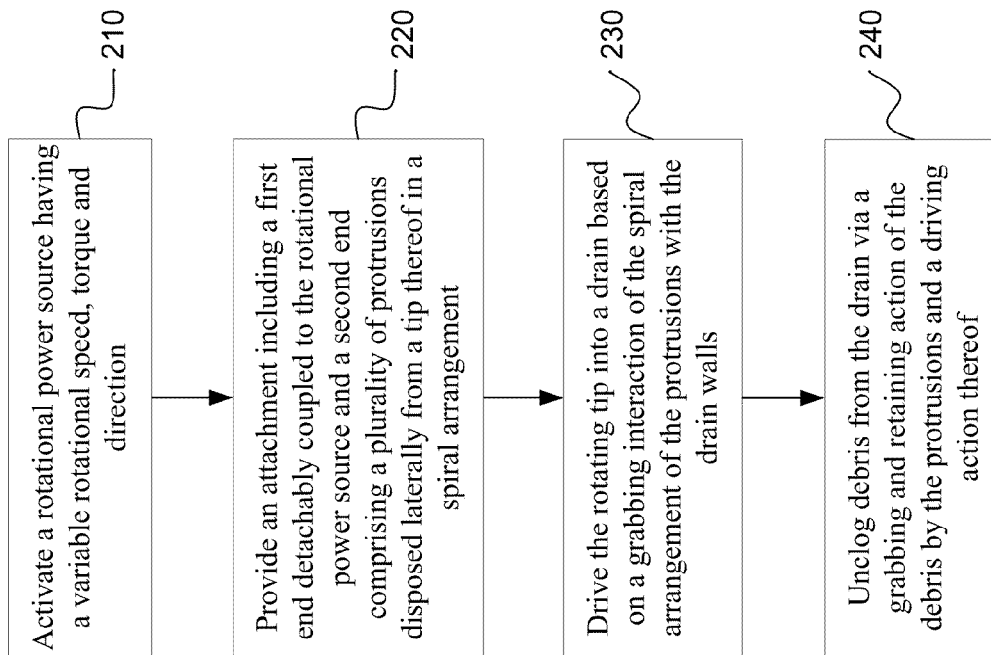 Activate a rotational power source having
a variable rotational speed, torque and
direction
210
Provide an attachment including a first
end detachably coupled to the rotational
power source and a second end
comprising a plurality of protrusions
disposed laterally from a tip thereof in a
spiral arrangement
220
Drive the rotating tip into a drain based
on a grabbing interaction of the spiral
arrangement of the protrusions with the
drain walls
230
Unclog debris from the drain via a
grabbing and retaining action of the
debris by the protrusions and a driving
action thereof
240